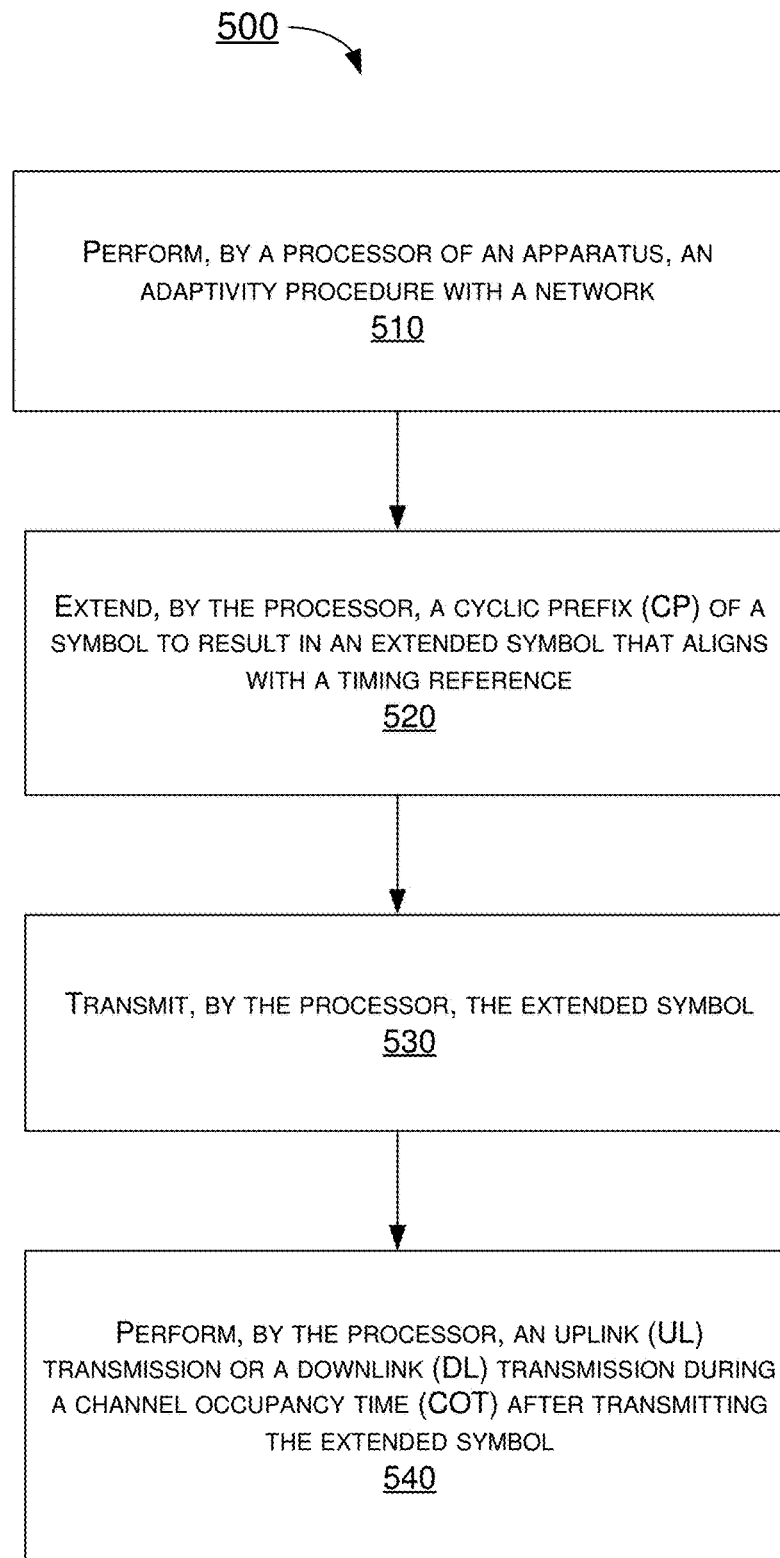 500
PERFORM, BY A PROCESSOR OF AN APPARATUS, AN
ADAPTIVITY PROCEDURE WITH A NETWORK
510
EXTEND, BY THE PROCESSOR, A CYCLIC PREFIX (CP) OF A
SYMBOL TO RESULT IN AN EXTENDED SYMBOL THAT ALIGNS
WITH A TIMING REFERENCE
520
TRANSMIT, BY THE PROCESSOR, THE EXTENDED SYMBOL
530
PERFORM, BY THE PROCESSOR, AN UPLINK (UL)
TRANSMISSION OR A DOWNLINK (DL) TRANSMISSION DURING
A CHANNEL OCCUPANCY TIME (COT) AFTER TRANSMITTING
THE EXTENDED SYMBOL
540